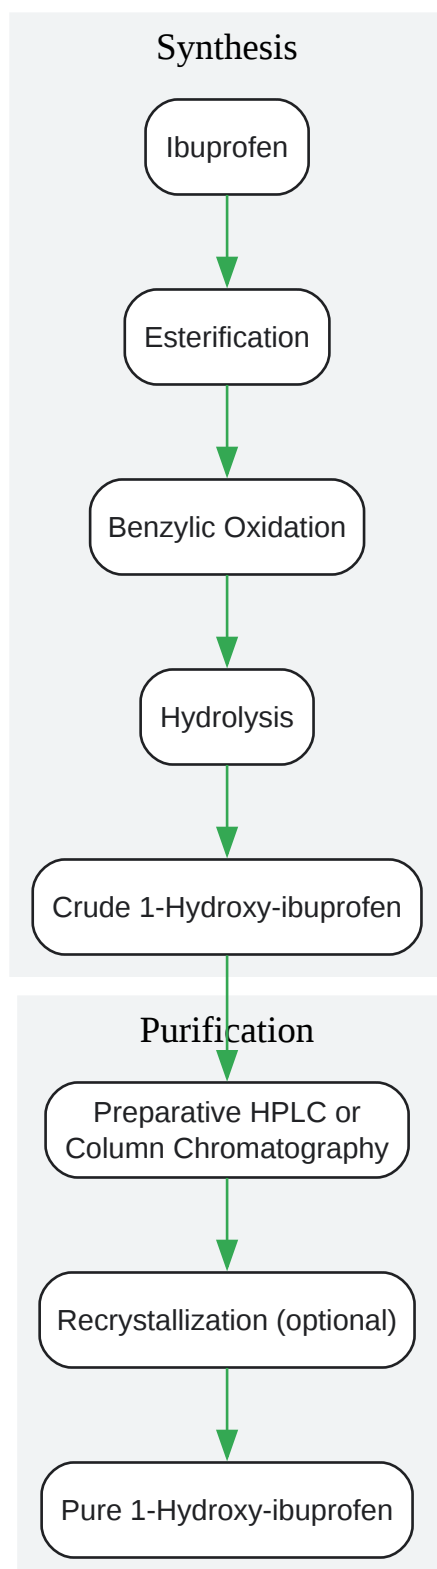 Synthesis
Ibuprofen
Esterification
Benzylic Oxidation
Hydrolysis
Crude 1-Hydroxy-ibuprofen
Purification
Preparative HPLC or
Column Chromatography
Recrystallization (optional)
Pure 1-Hydroxy-ibuprofen